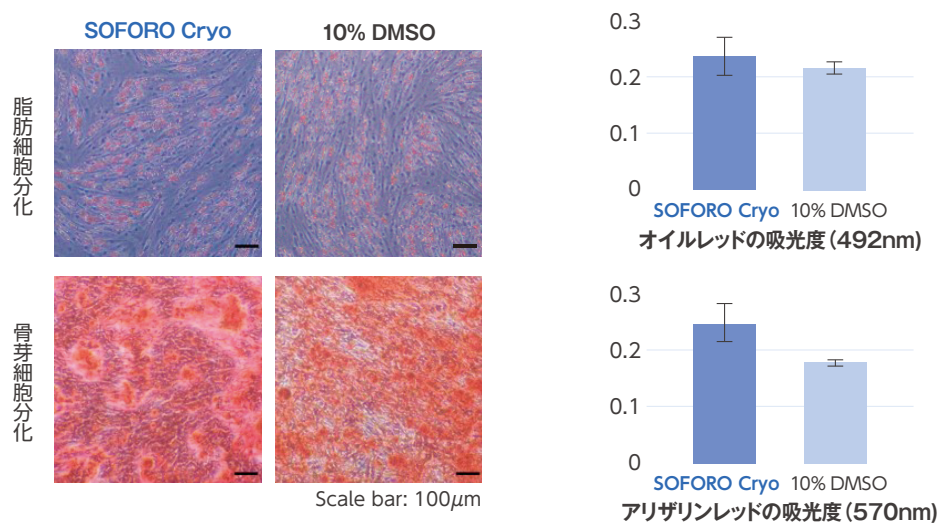 SOFORO Cryo
10% DMSO
脂肪細胞分化
骨芽細胞分化
Scale bar: 100μm
0.3
0.2
0.1
0
SOFORO Cryo
10% DMSO
オイルレッドの吸光度(492nm)
0.3
0.2
0.1
0
SOFORO Cryo
10% DMSO
アリザリンレッドの吸光度(570nm)